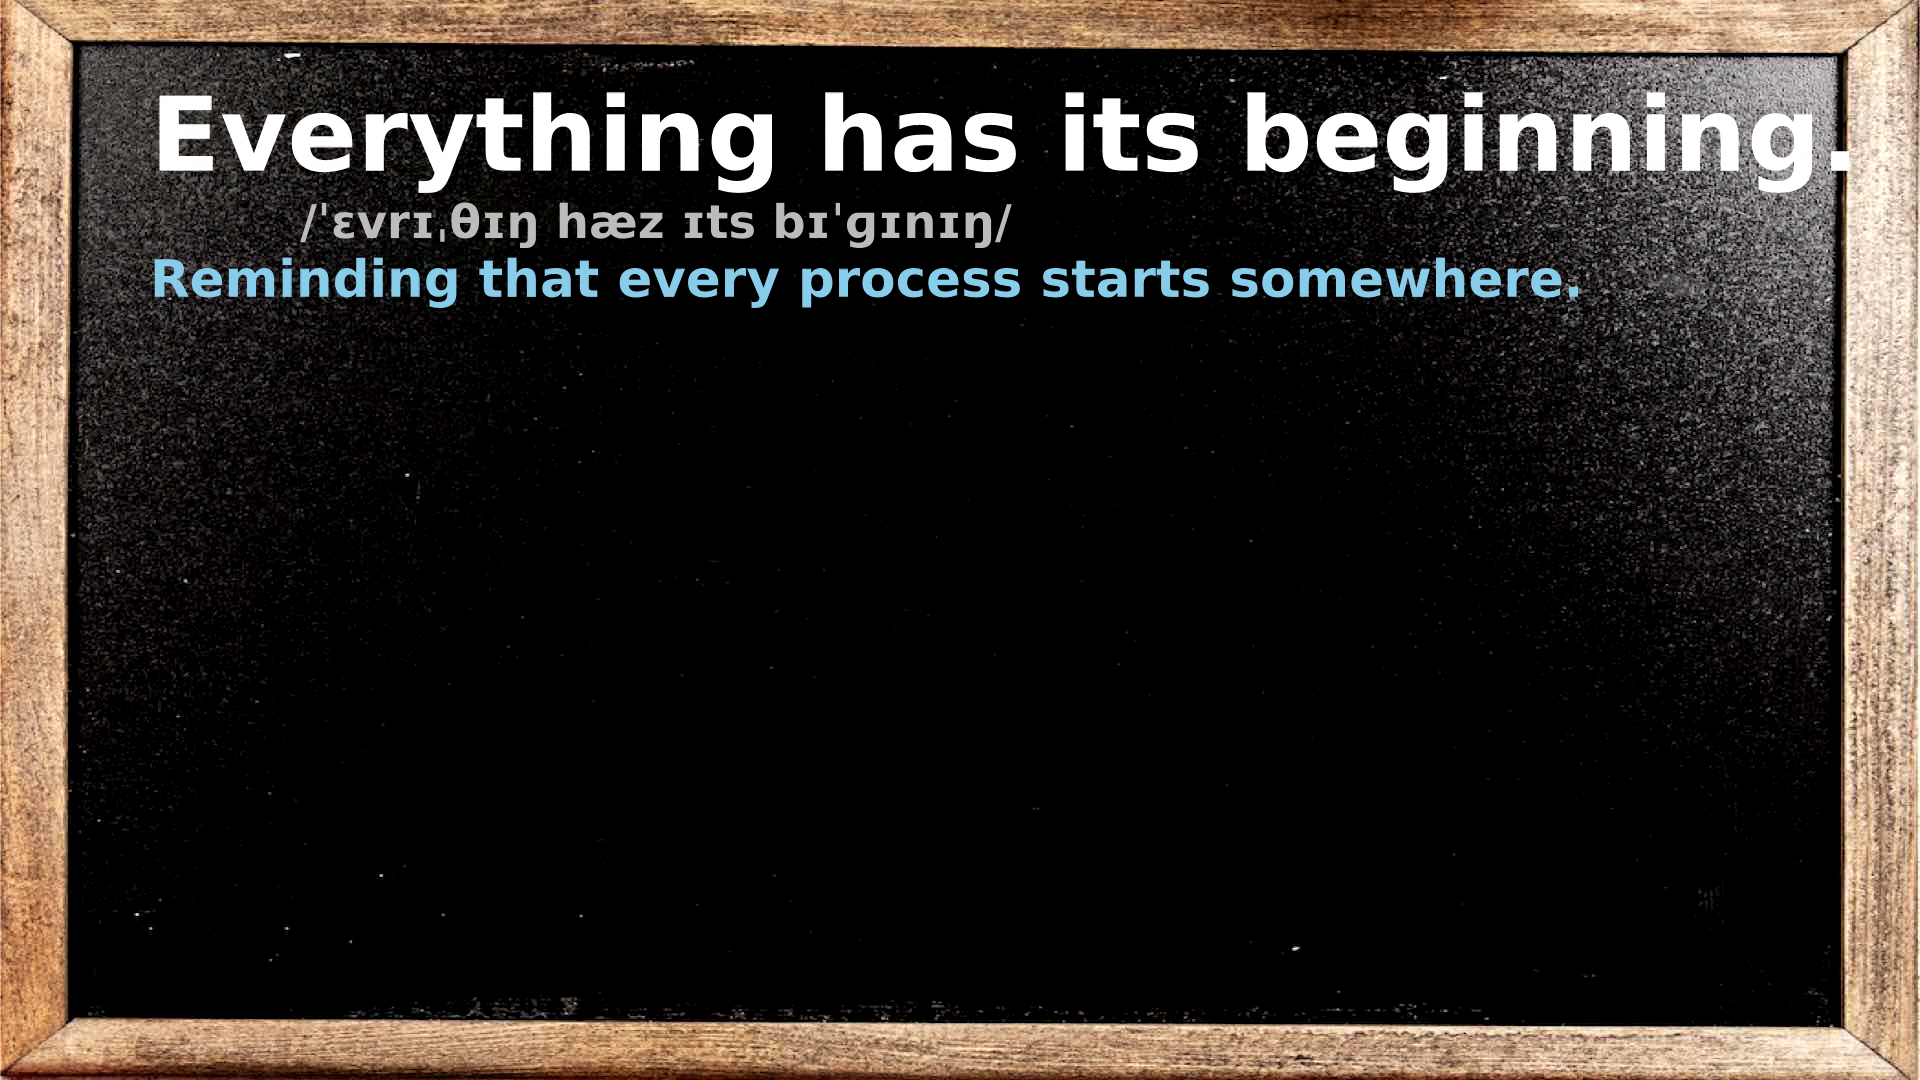 Everything has its beginning.
/ˈɛvrɪˌθɪŋ hæz ɪts bɪˈɡɪnɪŋ/
Reminding that every process starts somewhere.